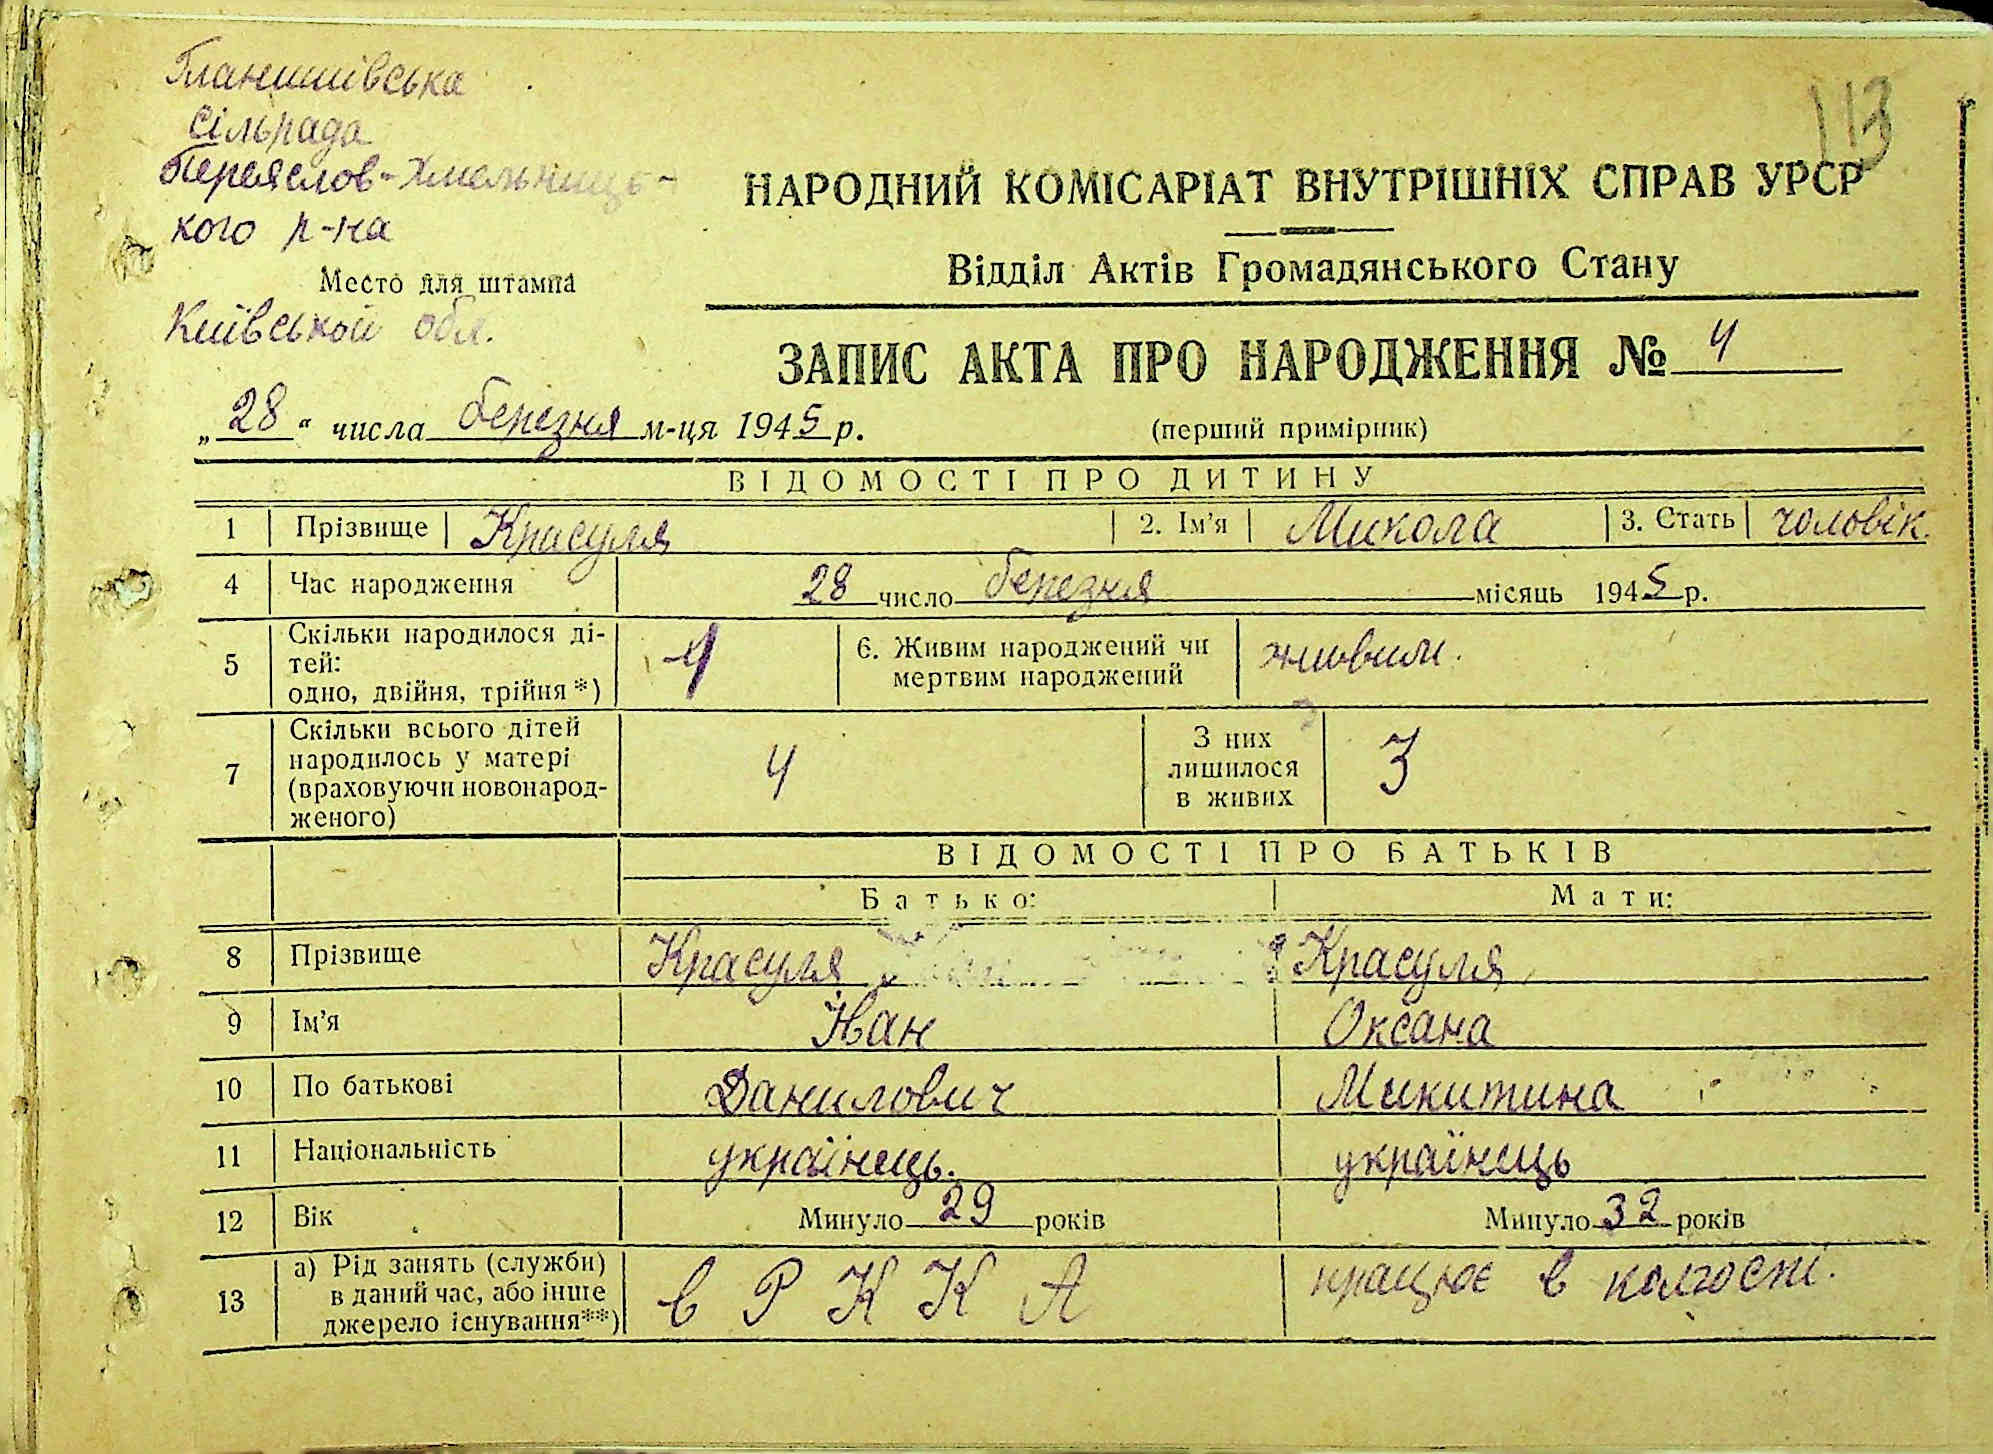 113
Гланишівська
сільрада
Переяслов-Хмельниць-
кого р-на
Место для штампа
Київської обл.
НАРОДНИЙ КОМІСАРІАТ ВНУТРІШНІХ СПРАВ УРСР
Відділ Актів Громадянського Стану
ЗАПИС АКТА ПРО НАРОДЖЕННЯ № 4
„28“ числа березня м-ця 1945 р.
(перший примірник)
ВІДОМОСТІ ПРО ДИТИНУ
1 Прізвище Красуля 2. Ім'я Микола 3. Стать чоловік.
4 Час народження 28 число березня місяць 1945 р.
5 Скільки народилося ді-
тей:
одно, двійня, трійня*) 1 6. Живим народжений чи
мертвим народжений живим.
7 Скільки всього дітей
народилось у матері
(враховуючи новонарод-
женого) 4 З них
лишилося
в живих 3
ВІДОМОСТІ ПРО БАТЬКІВ
Батько: Мати:
8 Прізвище Красуля Красуля
9 Ім'я Іван Оксана
10 По батькові Данилович Микитина
11 Національність українець. українець
12 Вік Минуло 29 років Минуло 32 років
13 а) Рід занять (служби)
в даний час, або інше
джерело існування**) в Р К К А працює в колгоспі.